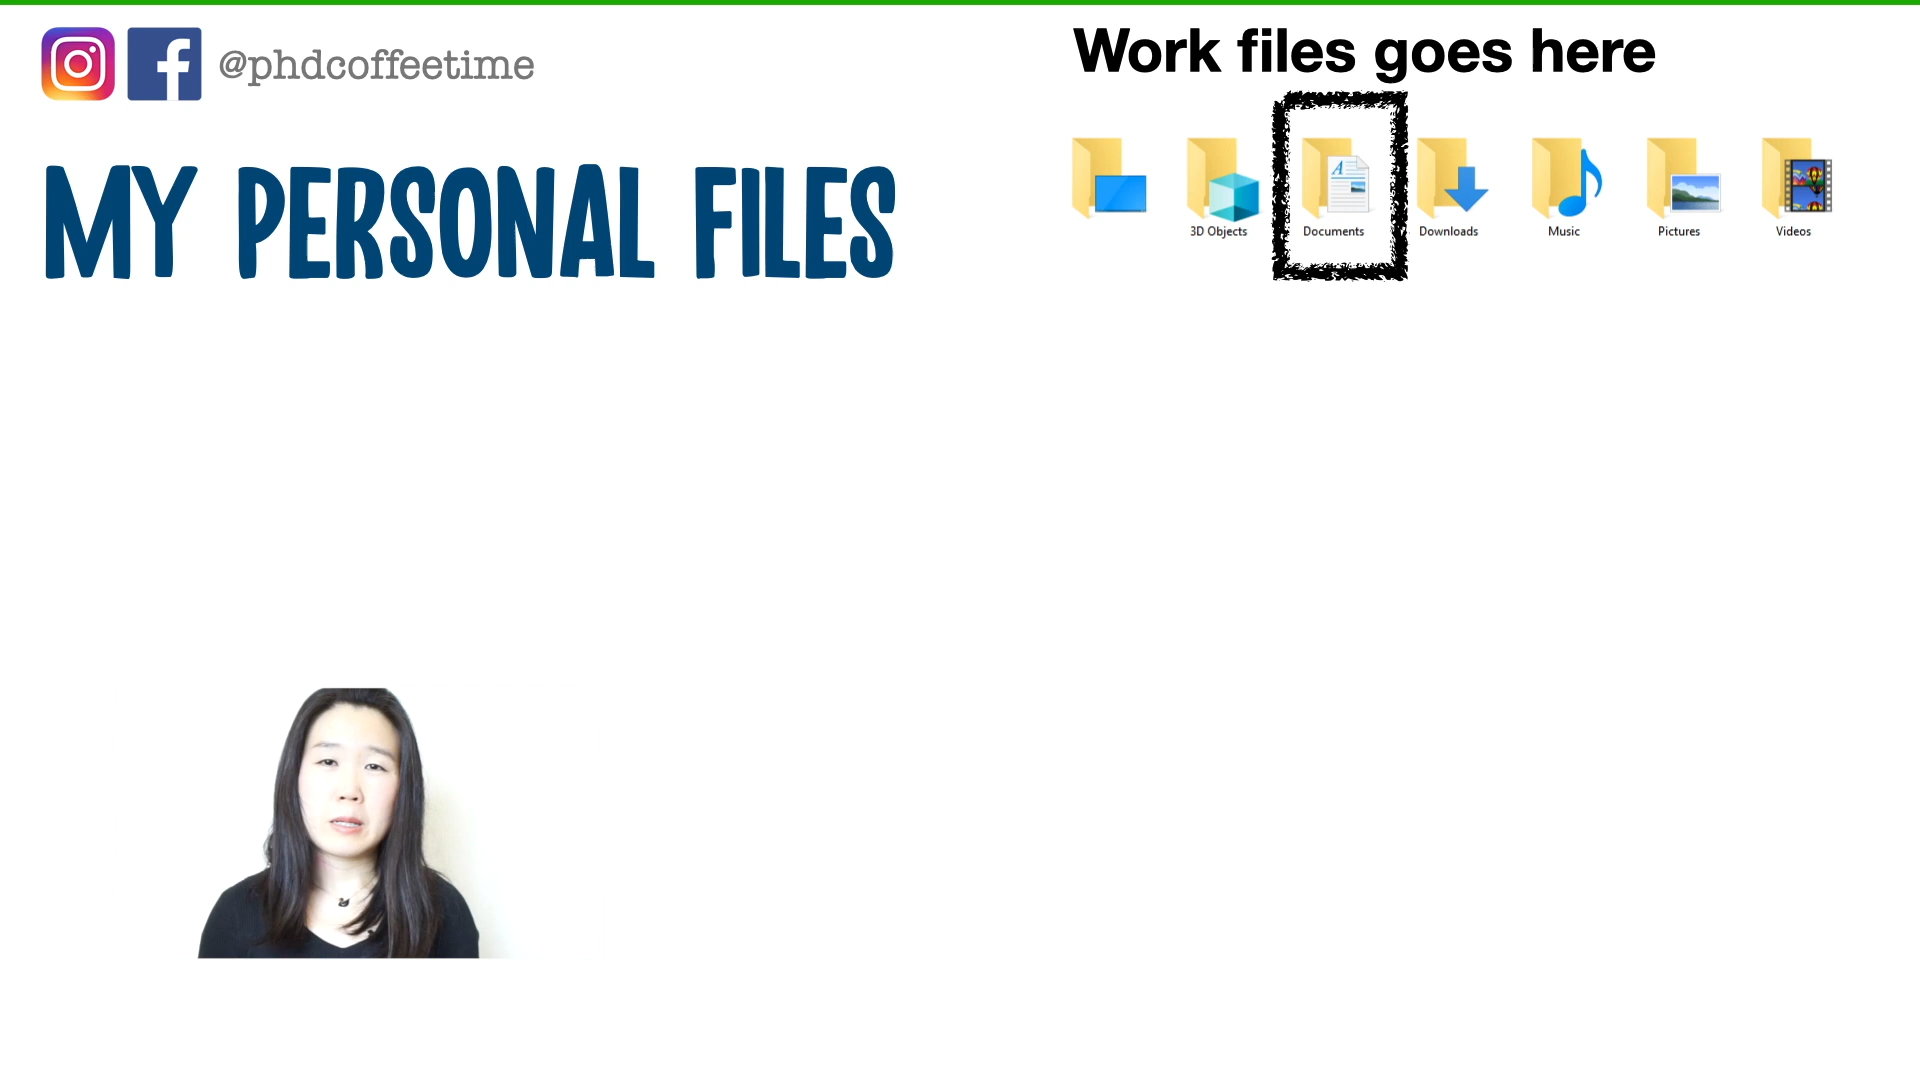 @phdcoffeetime
Work files goes here
MY PERSONAL FILES
3D Objects
Documents
Downloads
Music
Pictures
Videos